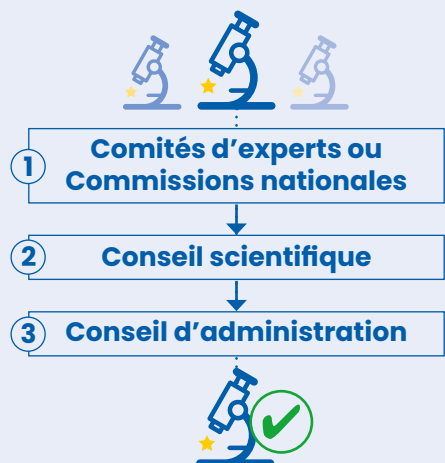 1
Comités d’experts ou
Commissions nationales
2
Conseil scientifique
3
Conseil d’administration